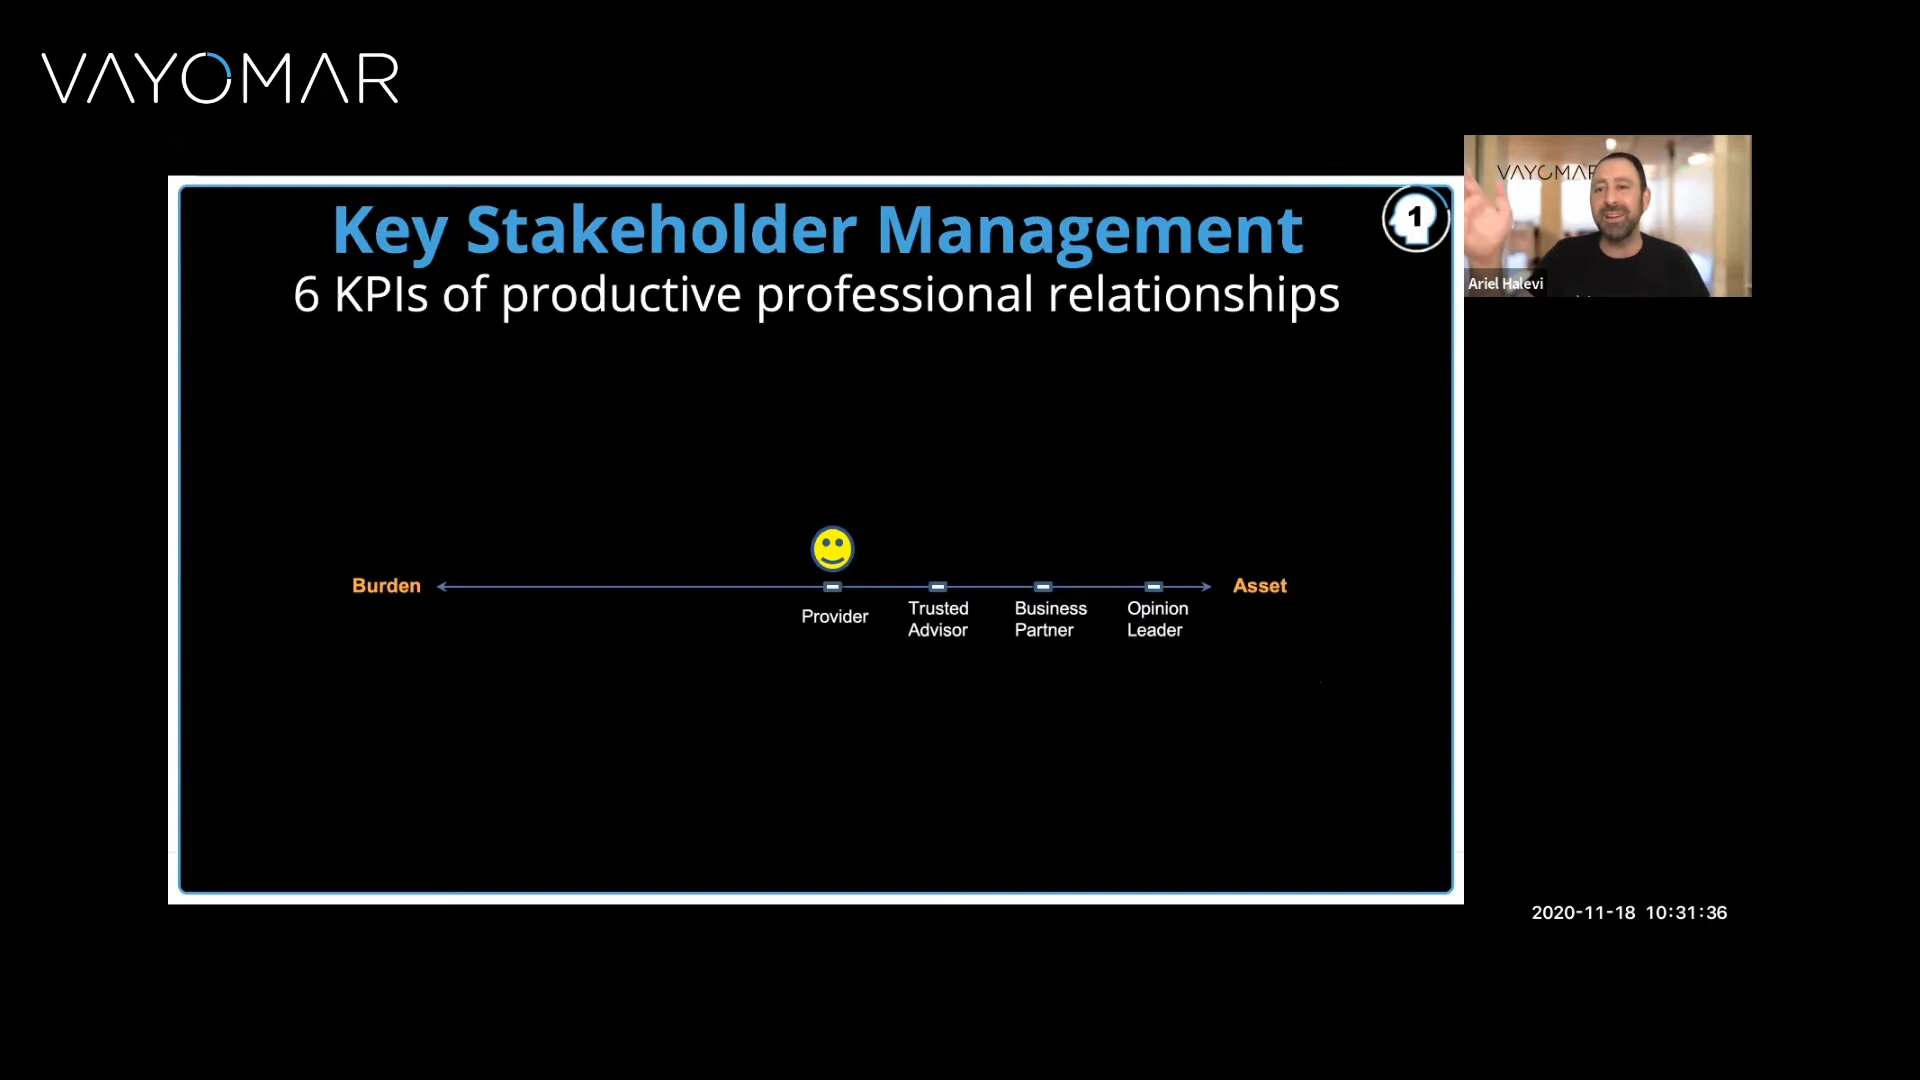 VAYOMAR
Key Stakeholder Management
6 KPIs of productive professional relationships
1
VAYOMAR
Ariel Halevi
Burden
Asset
Provider
Trusted
Advisor
Business
Partner
Opinion
Leader
2020-11-18 10:31:36